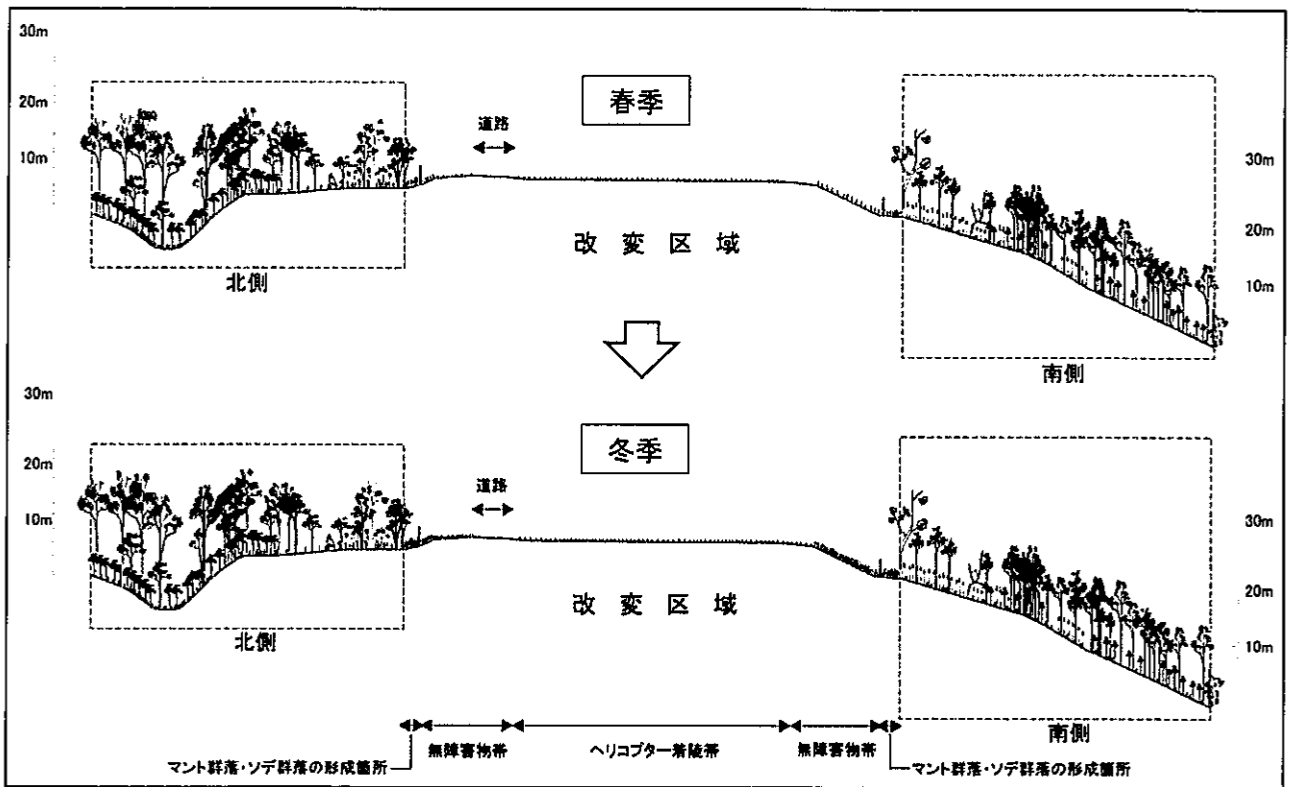 30m
20m
10m
春季
道路
30m
20m
10m
改変区域
北側
南側
30m
20m
10m
冬季
道路
30m
20m
10m
改変区域
北側
南側
無障害物帯
ヘリコプター着陸帯
無障害物帯
マント群落・ソデ群落の形成箇所
マント群落・ソデ群落の形成箇所